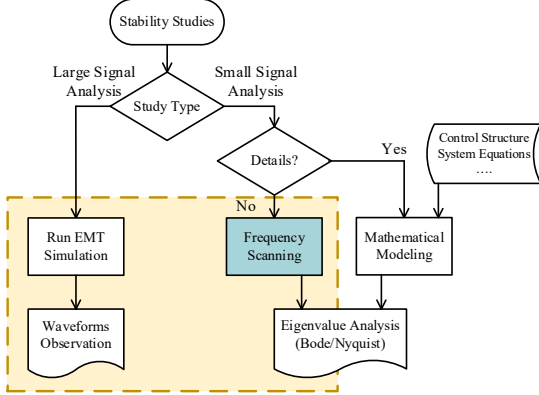 Stability Studies
Large Signal
Analysis
Small Signal
Analysis
Study Type
Details?
Yes
Control Structure
System Equations
....
No
Run EMT
Simulation
Frequency
Scanning
Mathematical
Modeling
Waveforms
Observation
Eigenvalue Analysis
(Bode/Nyquist)